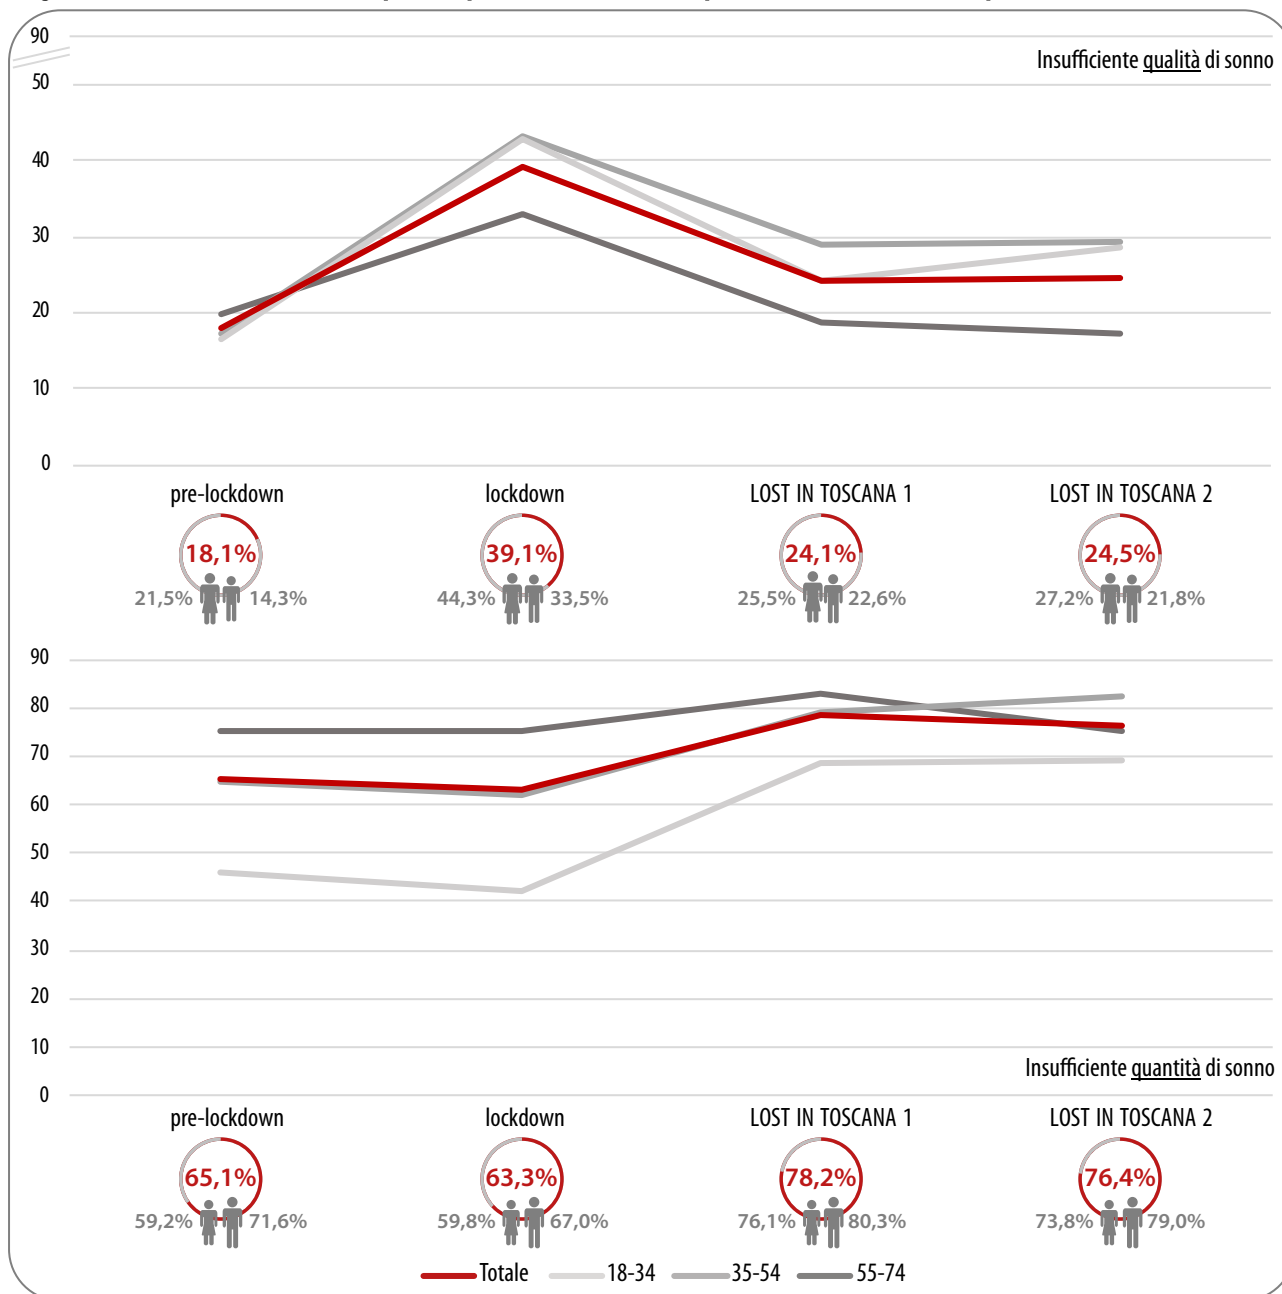 90
Insufficiente qualità di sonno
50
40
30
20
10
0
pre-lockdown lockdown LOST IN TOSCANA 1 LOST IN TOSCANA 2
18,1% 39,1% 24,1% 24,5%
21,5% 14,3% 44,3% 33,5% 25,5% 22,6% 27,2% 21,8%
90
80
70
60
50
40
30
20
10
Insufficiente quantità di sonno
0
pre-lockdown lockdown LOST IN TOSCANA 1 LOST IN TOSCANA 2
65,1% 63,3% 78,2% 76,4%
59,2% 71,6% 59,8% 67,0% 76,1% 80,3% 73,8% 79,0%
Totale 18-34 35-54 55-74